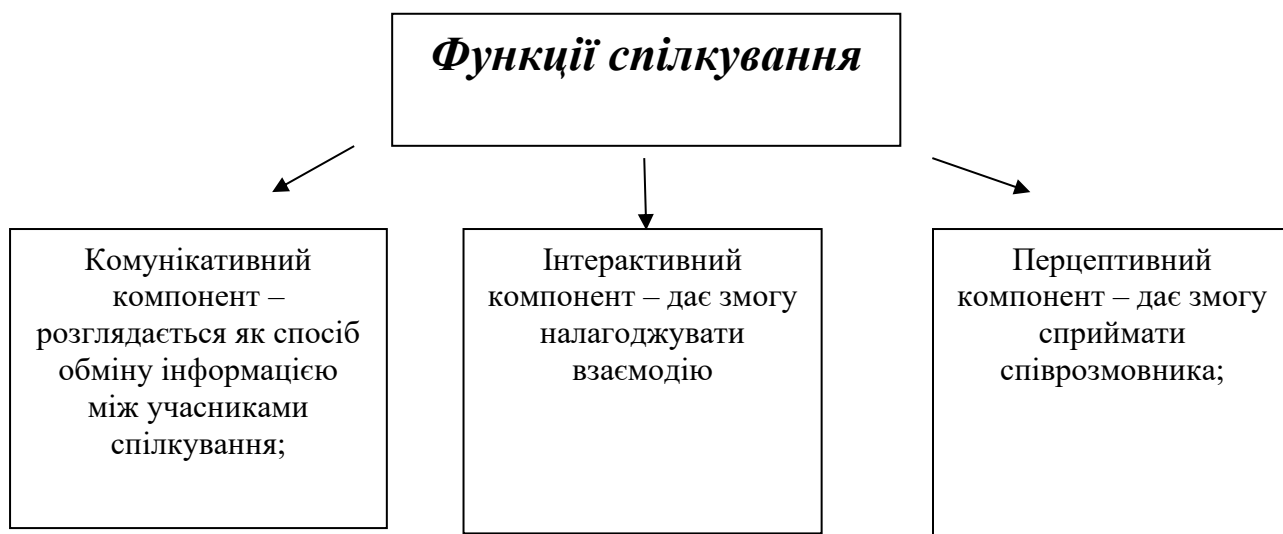 Функції спілкування
Комунікативний
компонент –
розглядається як спосіб
обміну інформацією
між учасниками
спілкування;
Інтерактивний
компонент – дає змогу
налагоджувати
взаємодію
Перцептивний
компонент – дає змогу
сприймати
співрозмовника;